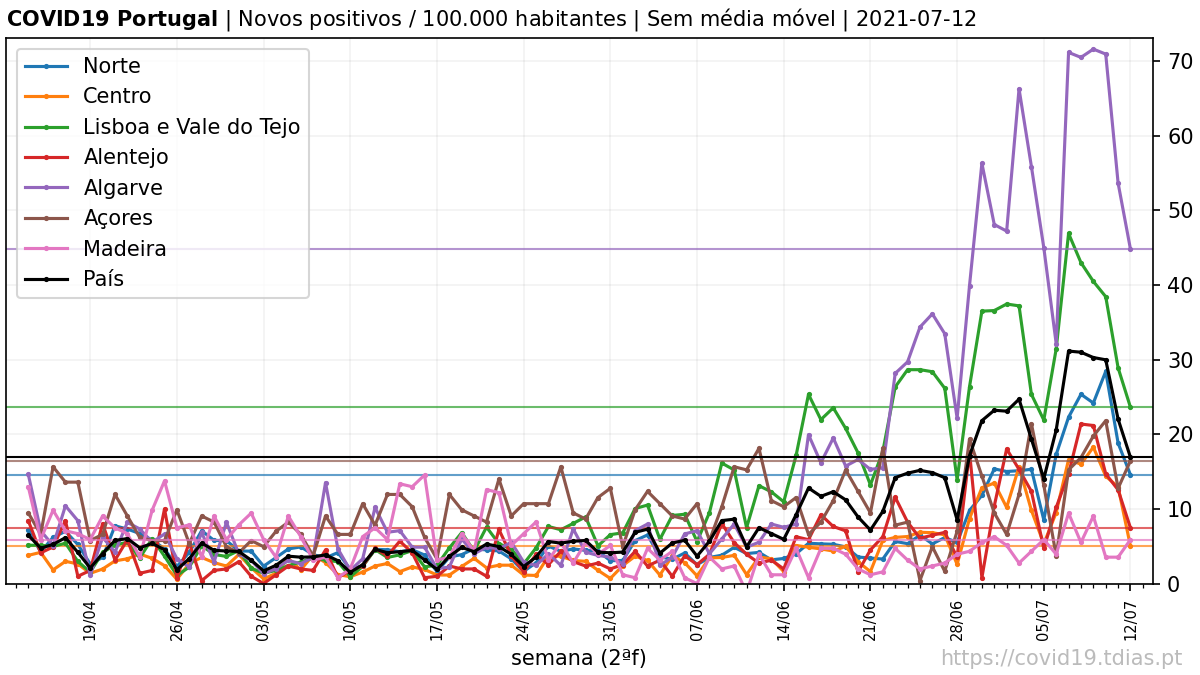 COVID19 Portugal | Novos positivos / 100.000 habitantes | Sem média móvel | 2021-07-12
Norte
Centro
Lisboa e Vale do Tejo
Alentejo
Algarve
Açores
Madeira
País
70
60
50
40
30
20
10
0
19/04
26/04
03/05
10/05
17/05
24/05
31/05
07/06
14/06
21/06
28/06
05/07
12/07
semana (2ªf)
https://covid19.tdias.pt